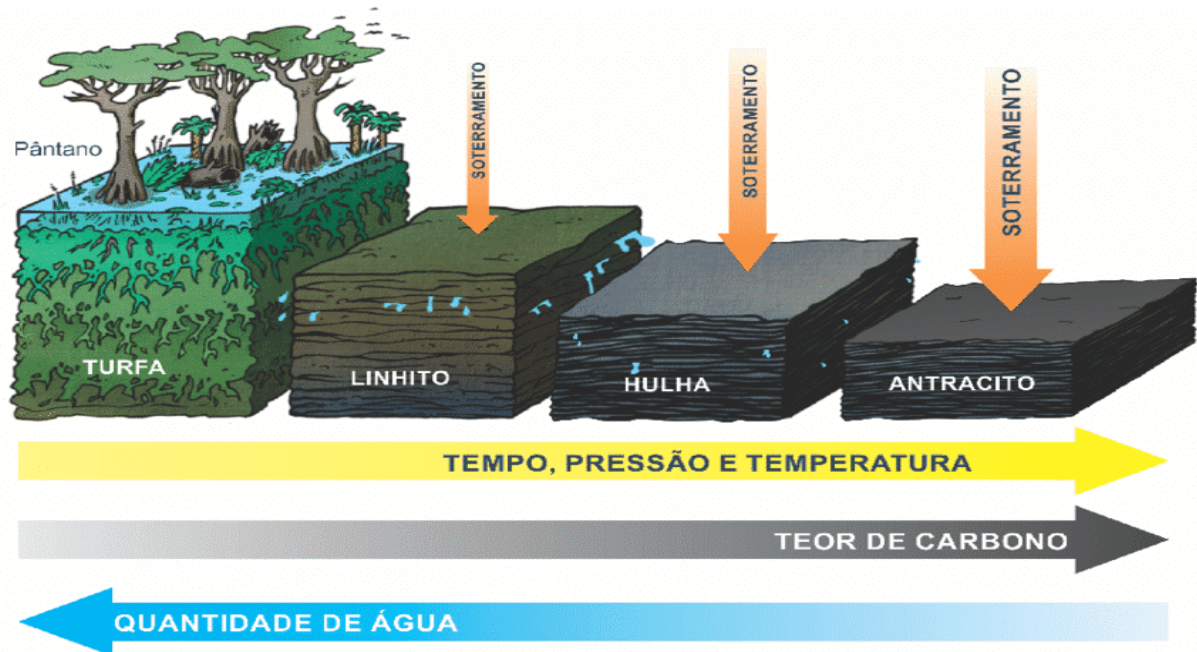 Pântano
SOTERRAMENTO
SOTERRAMENTO
SOTERRAMENTO
TURFA
LINHITO
HULHA
ANTRACITO
TEMPO, PRESSÃO E TEMPERATURA
TEOR DE CARBONO
QUANTIDADE DE ÁGUA